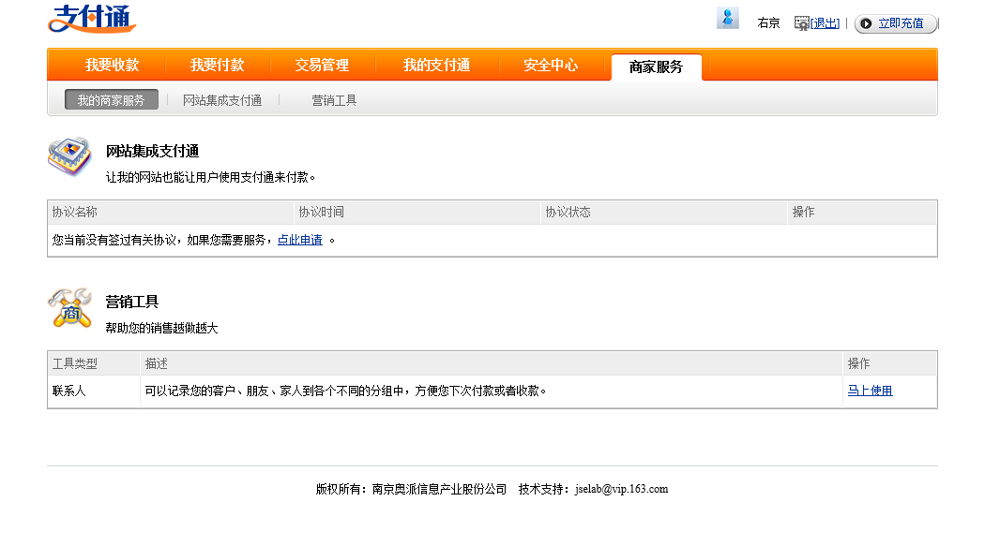 支付通
右京 [退出] | 立即充值
我要收款 我要付款 交易管理 我的支付通 安全中心 商家服务
我的商家服务 网站集成支付通 营销工具
网站集成支付通
让我的网站也能让用户使用支付通来付款。
协议名称 协议时间 协议状态 操作
您当前没有签过有关协议，如果您需要服务，点此申请 。
商
营销工具
帮助您的销售越做越大
工具类型 描述 操作
联系人 可以记录您的客户、朋友、家人到各个不同的分组中，方便您下次付款或者收款。 马上使用
版权所有：南京奥派信息产业股份公司 技术支持：jselab@vip.163.com